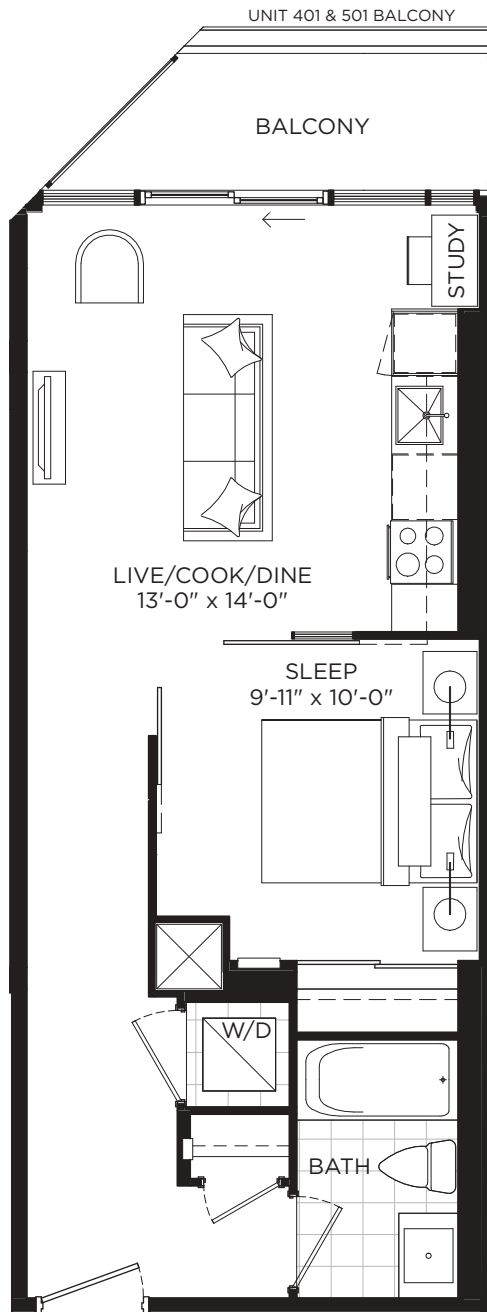 UNIT 401 & 501 BALCONY
BALCONY
STUDY
LIVE/COOK/DINE
13'-0" x 14'-0"
SLEEP
9'-11" x 10'-0"
W/D
BATH